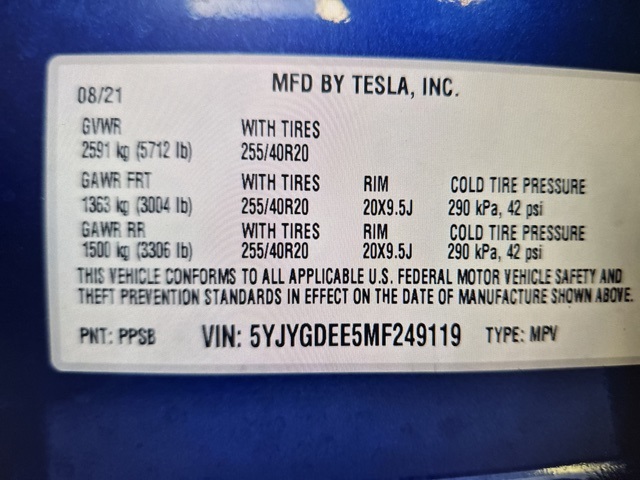 MFD BY TESLA, INC.
08/21
GVWR WITH TIRES
2591 kg (5712 lb) 255/40R20
GAWR FRT WITH TIRES RIM COLD TIRE PRESSURE
1363 kg (3004 lb) 255/40R20 20X9.5J 290 kPa, 42 psi
GAWR RR WITH TIRES RIM COLD TIRE PRESSURE
1500 kg (3306 lb) 255/40R20 20X9.5J 290 kPa, 42 psi
THIS VEHICLE CONFORMS TO ALL APPLICABLE U.S. FEDERAL MOTOR VEHICLE SAFETY AND
THEFT PREVENTION STANDARDS IN EFFECT ON THE DATE OF MANUFACTURE SHOWN ABOVE.
PNT: PPSB VIN: 5YJYGDEE5MF249119 TYPE: MPV